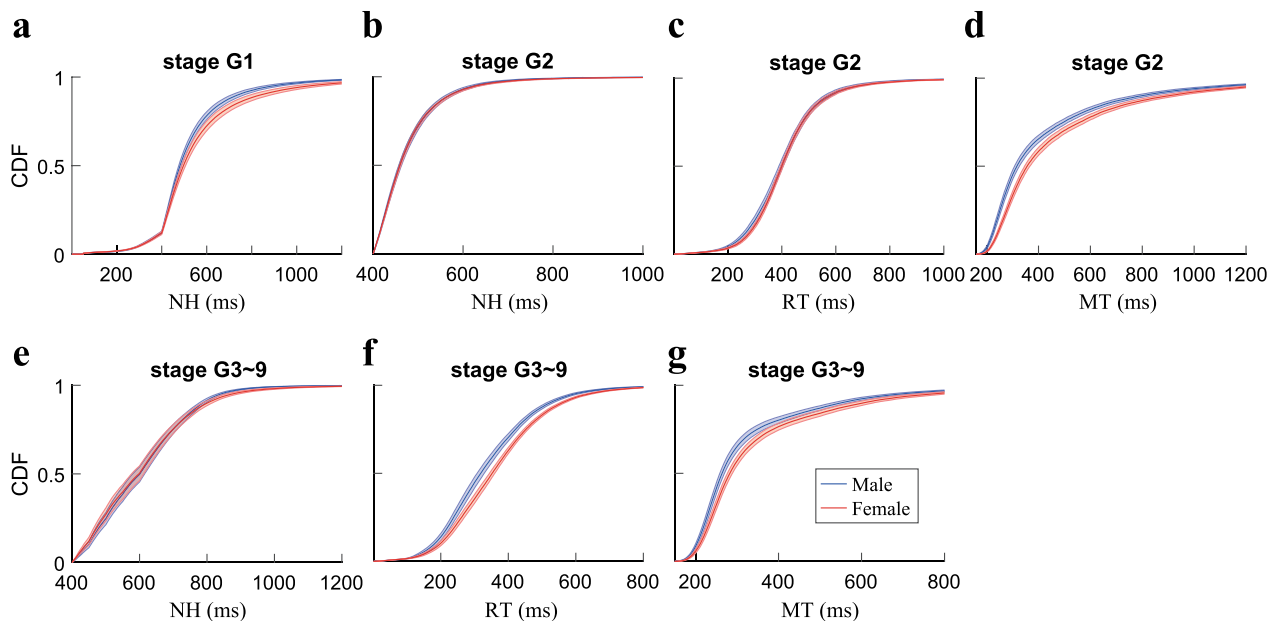 a
stage G1
b
stage G2
c
stage G2
d
stage G2
CDF
1
0.5
0
200 600 1000
NH (ms)
400 600 800 1000
NH (ms)
200 400 600 800 1000
RT (ms)
200 400 600 800 1000 1200
MT (ms)
e
stage G3~9
f
stage G3~9
g
stage G3~9
CDF
1
0.5
0
400 600 800 1000 1200
NH (ms)
200 400 600 800
RT (ms)
200 400 600 800
MT (ms)
Male
Female